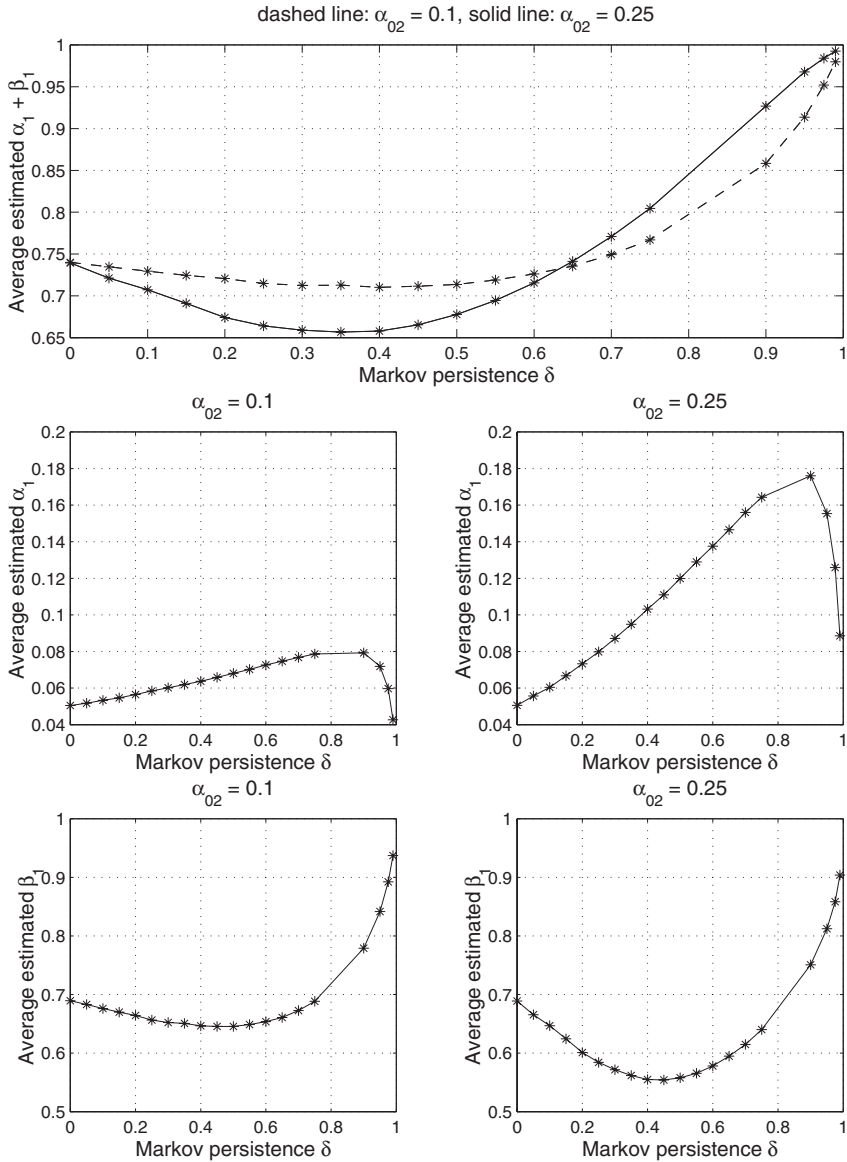 dashed line: α02 = 0.1, solid line: α02 = 0.25
Average estimated α1 + β1
1
0.95
0.9
0.85
0.8
0.75
0.7
0.65
0 0.1 0.2 0.3 0.4 0.5 0.6 0.7 0.8 0.9 1
Markov persistence δ
α02 = 0.1
Average estimated α1
0.2
0.18
0.16
0.14
0.12
0.1
0.08
0.06
0.04
0 0.2 0.4 0.6 0.8 1
Markov persistence δ
α02 = 0.25
Average estimated α1
0.2
0.18
0.16
0.14
0.12
0.1
0.08
0.06
0.04
0 0.2 0.4 0.6 0.8 1
Markov persistence δ
α02 = 0.1
Average estimated β1
1
0.9
0.8
0.7
0.6
0.5
0 0.2 0.4 0.6 0.8 1
Markov persistence δ
α02 = 0.25
Average estimated β1
1
0.9
0.8
0.7
0.6
0.5
0 0.2 0.4 0.6 0.8 1
Markov persistence δ